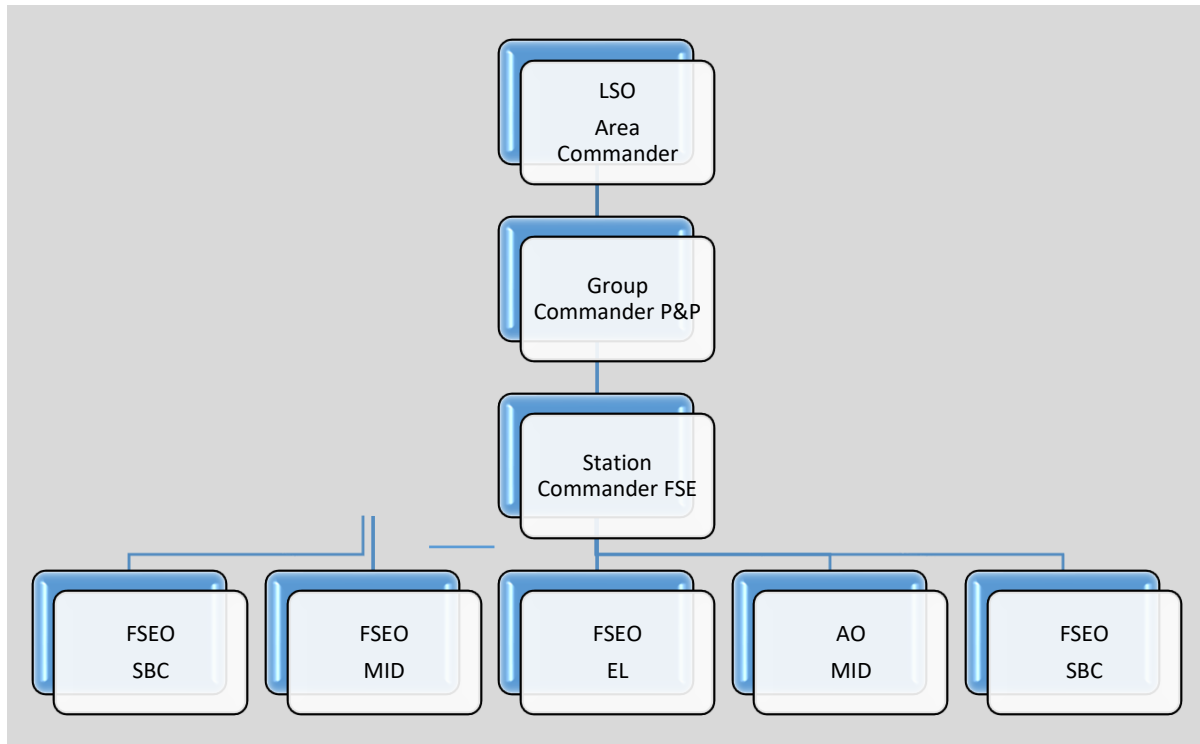 LSO
Area
Commander
Group
Commander P&P
Station
Commander FSE
FSEO
SBC
FSEO
MID
FSEO
EL
AO
MID
FSEO
SBC